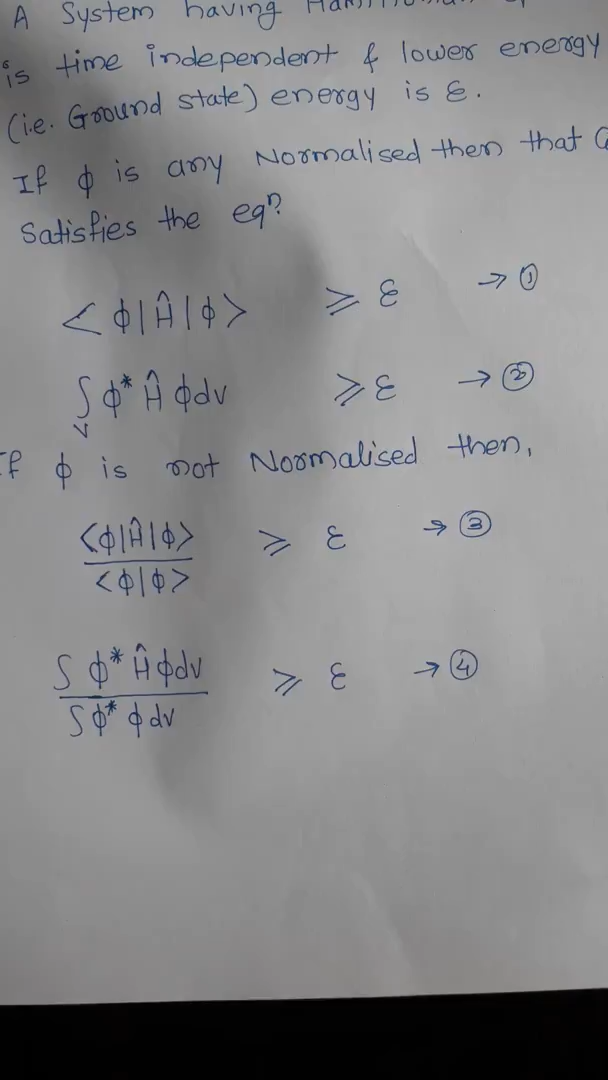 A System having
is time independent & lower energy
(i.e. Ground state) energy is ε.
If ϕ is any Normalised then that
Satisfies the eqⁿ
<ϕ|Ĥ|ϕ> ⩾ ε → ①
∫ᵥ ϕ* Ĥ ϕdv ⩾ ε → ②
If ϕ is not Normalised then,
<ϕ|Ĥ|ϕ> / <ϕ|ϕ> ⩾ ε → ③
∫ ϕ* Ĥ ϕdv / ∫ϕ* ϕ dv ⩾ ε → ④